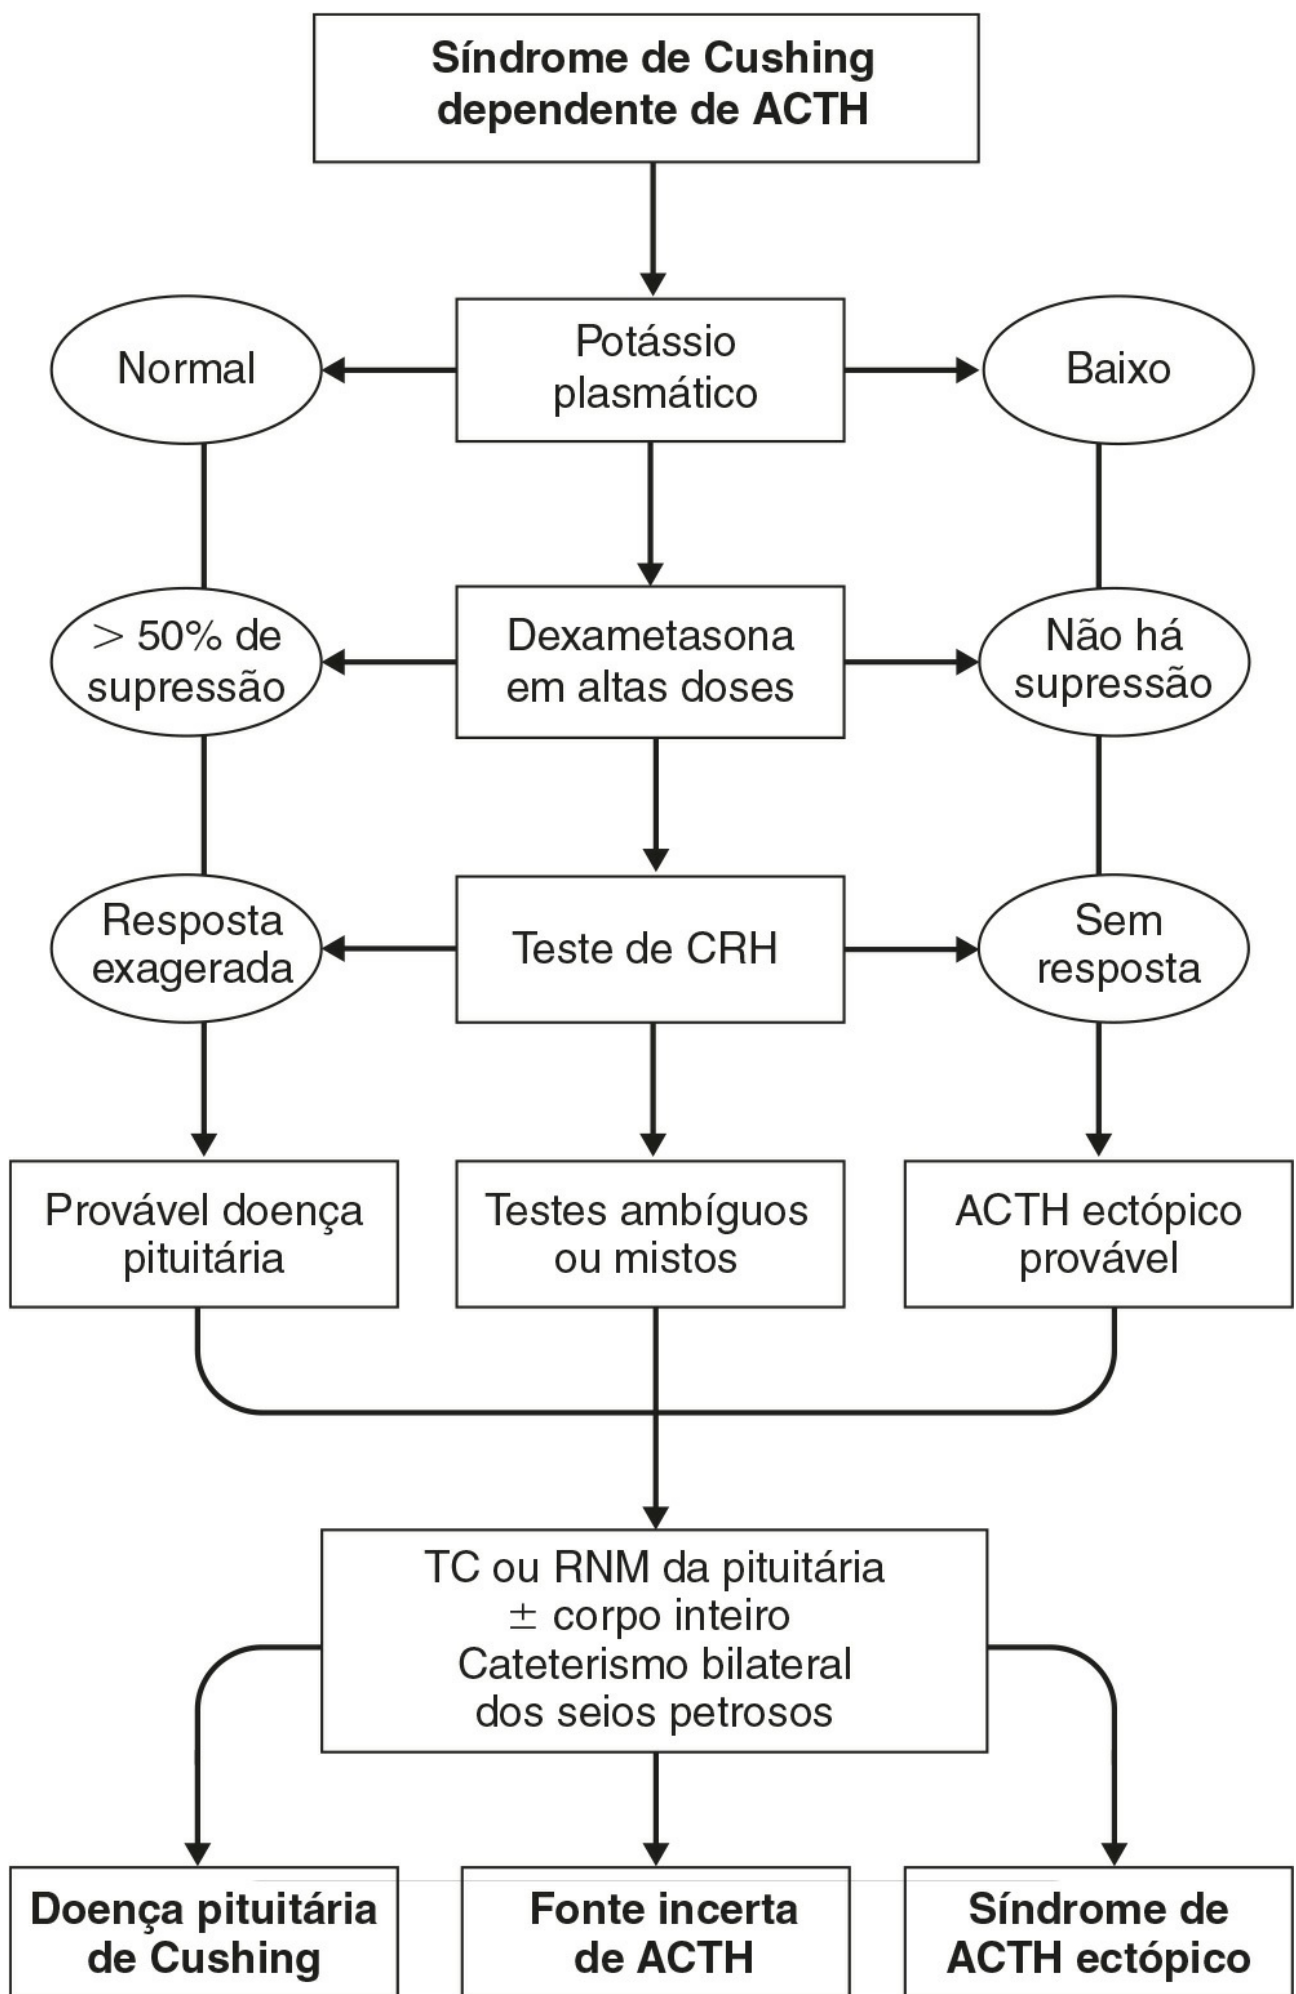 Síndrome de Cushing
dependente de ACTH
Normal
Potássio
plasmático
Baixo
> 50% de
supressão
Dexametasona
em altas doses
Não há
supressão
Resposta
exagerada
Teste de CRH
Sem
resposta
Provável doença
pituitária
Testes ambíguos
ou mistos
ACTH ectópico
provável
TC ou RNM da pituitária
± corpo inteiro
Cateterismo bilateral
dos seios petrosos
Doença pituitária
de Cushing
Fonte incerta
de ACTH
Síndrome de
ACTH ectópico